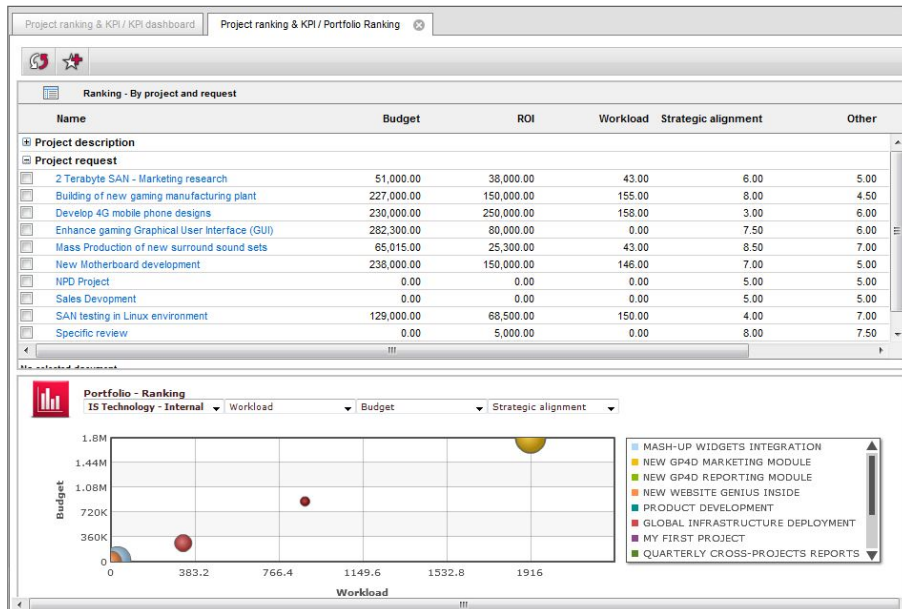 Project ranking & KPI / KPI dashboard
Project ranking & KPI / Portfolio Ranking
Ranking - By project and request
Name Budget ROI Workload Strategic alignment Other
Project description
Project request
2 Terabyte SAN - Marketing research 51,000.00 38,000.00 43.00 6.00 5.00
Building of new gaming manufacturing plant 227,000.00 150,000.00 155.00 8.00 4.50
Develop 4G mobile phone designs 230,000.00 250,000.00 158.00 3.00 6.00
Enhance gaming Graphical User Interface (GUI) 282,300.00 80,000.00 0.00 7.50 6.00
Mass Production of new surround sound sets 65,015.00 25,300.00 43.00 8.50 7.00
New Motherboard development 238,000.00 150,000.00 146.00 7.00 5.00
NPD Project 0.00 0.00 0.00 5.00 5.00
Sales Devopment 0.00 0.00 0.00 5.00 5.00
SAN testing in Linux environment 129,000.00 68,500.00 150.00 4.00 7.00
Specific review 0.00 5,000.00 0.00 8.00 7.50
No selected document
Portfolio - Ranking
IS Technology - Internal Workload Budget Strategic alignment
1.8M
1.44M
1.08M
720K
360K
0
Budget
0 383.2 766.4 1149.6 1532.8 1916
Workload
MASH-UP WIDGETS INTEGRATION
NEW GP4D MARKETING MODULE
NEW GP4D REPORTING MODULE
NEW WEBSITE GENIUS INSIDE
PRODUCT DEVELOPMENT
GLOBAL INFRASTRUCTURE DEPLOYMENT
MY FIRST PROJECT
QUARTERLY CROSS-PROJECTS REPORTS